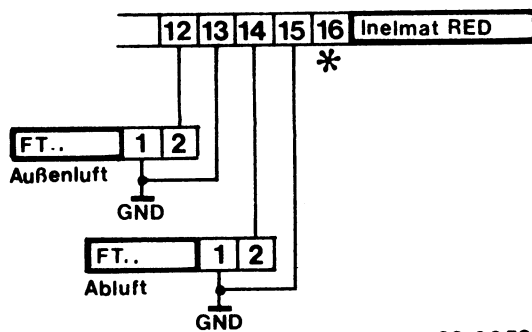 12 13 14 15 16 Inelmat RED
*
FT.. 1 2
Außenluft
GND
FT.. 1 2
Abluft
GND